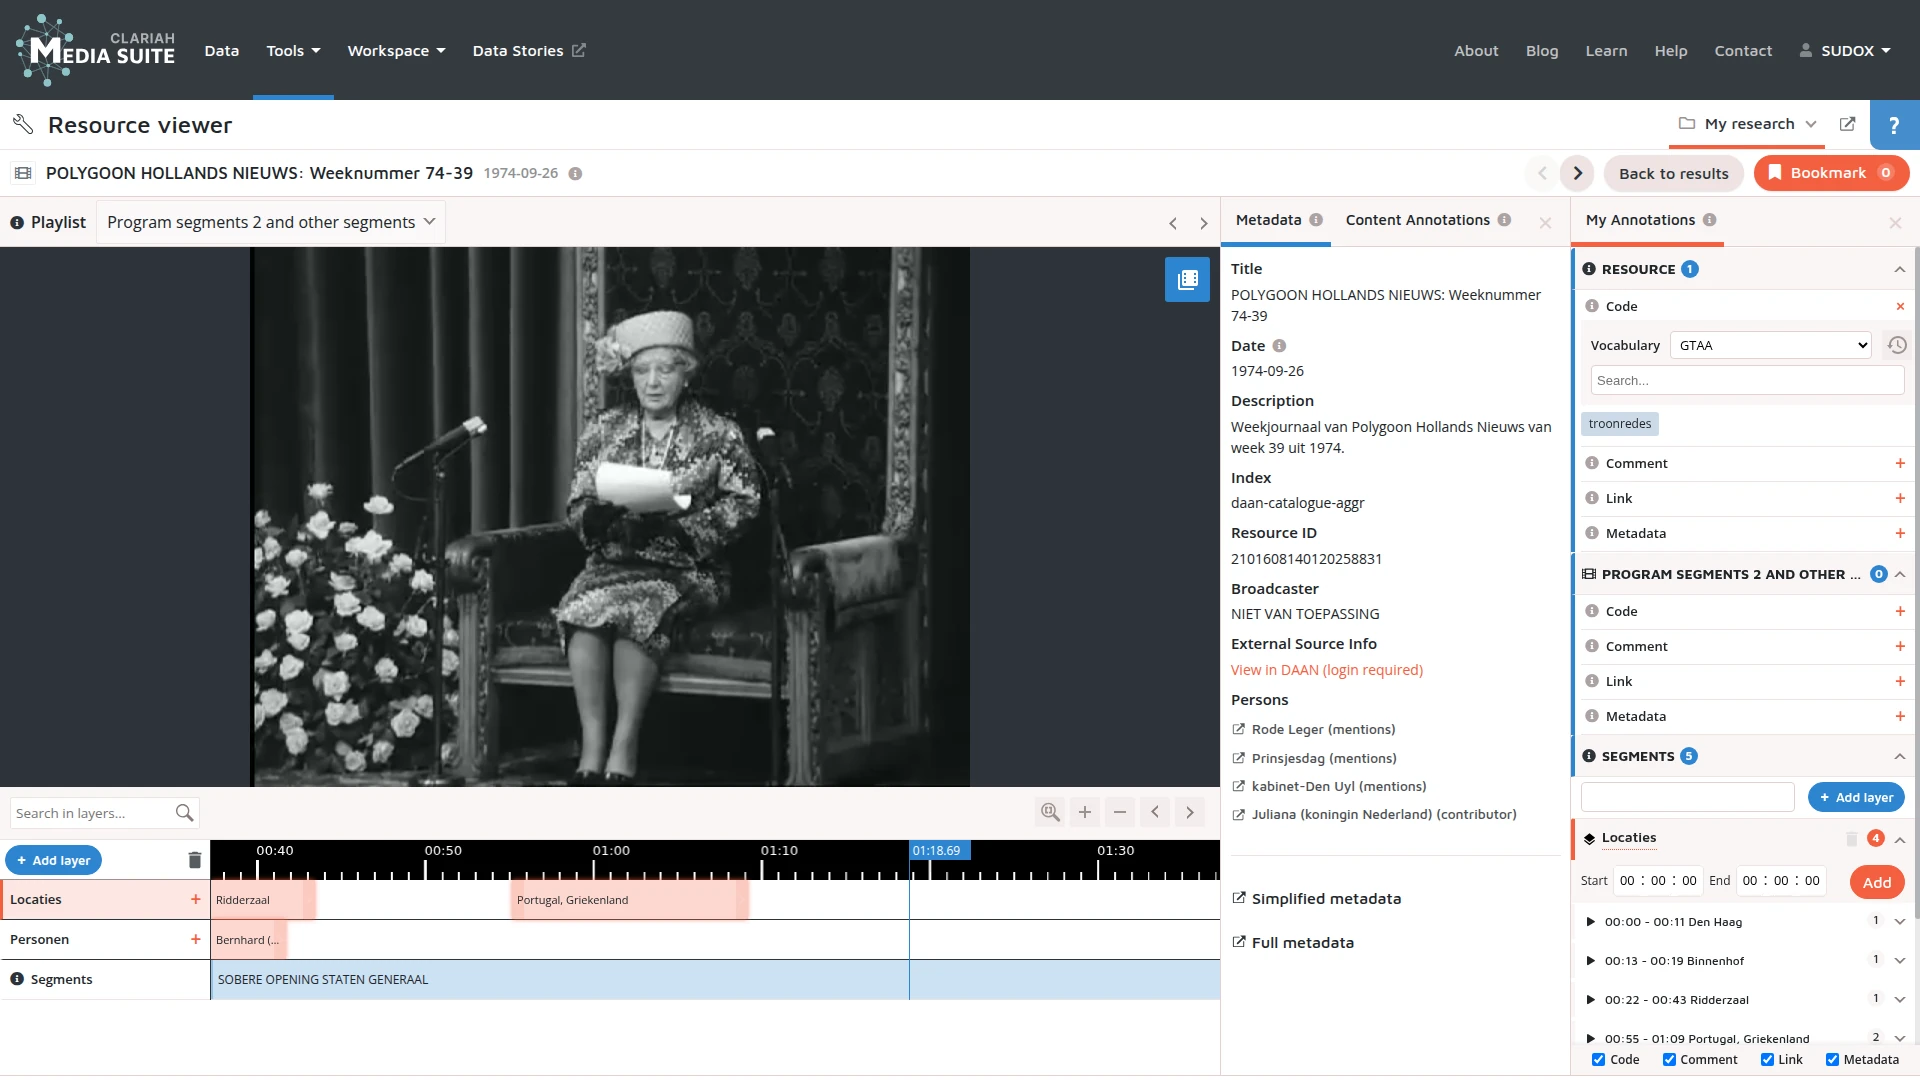 CLARIAH
MEDIA SUITE
Data
Tools
Workspace
Data Stories
About
Blog
Learn
Help
Contact
SUDOX
Resource viewer
My research
?
POLYGOON HOLLANDS NIEUWS: Weeknummer 74-39 1974-09-26
Back to results
Bookmark 0
Playlist
Program segments 2 and other segments
Metadata
Content Annotations
My Annotations
Title
POLYGOON HOLLANDS NIEUWS: Weeknummer
74-39
Date
1974-09-26
Description
Weekjournaal van Polygoon Hollands Nieuws van
week 39 uit 1974.
Index
daan-catalogue-aggr
Resource ID
2101608140120258831
Broadcaster
NIET VAN TOEPASSING
External Source Info
View in DAAN (login required)
Persons
Rode Leger (mentions)
Prinsjesdag (mentions)
kabinet-Den Uyl (mentions)
Juliana (koningin Nederland) (contributor)
Simplified metadata
Full metadata
RESOURCE 1
Code
Vocabulary GTAA
Search...
troonredes
Comment +
Link +
Metadata +
PROGRAM SEGMENTS 2 AND OTHER ... 0
Code +
Comment +
Link +
Metadata +
SEGMENTS 5
+ Add layer
Locaties 4
Start 00 : 00 : 00 End 00 : 00 : 00 Add
00:00 - 00:11 Den Haag 1
00:13 - 00:19 Binnenhof 1
00:22 - 00:43 Ridderzaal 1
00:55 - 01:09 Portugal, Griekenland 2
Code Comment Link Metadata
Search in layers...
+ Add layer
00:40 00:50 01:00 01:10 01:18.69 01:30
Locaties + Ridderzaal Portugal, Griekenland
Personen + Bernhard (...
Segments SOBERE OPENING STATEN GENERAAL